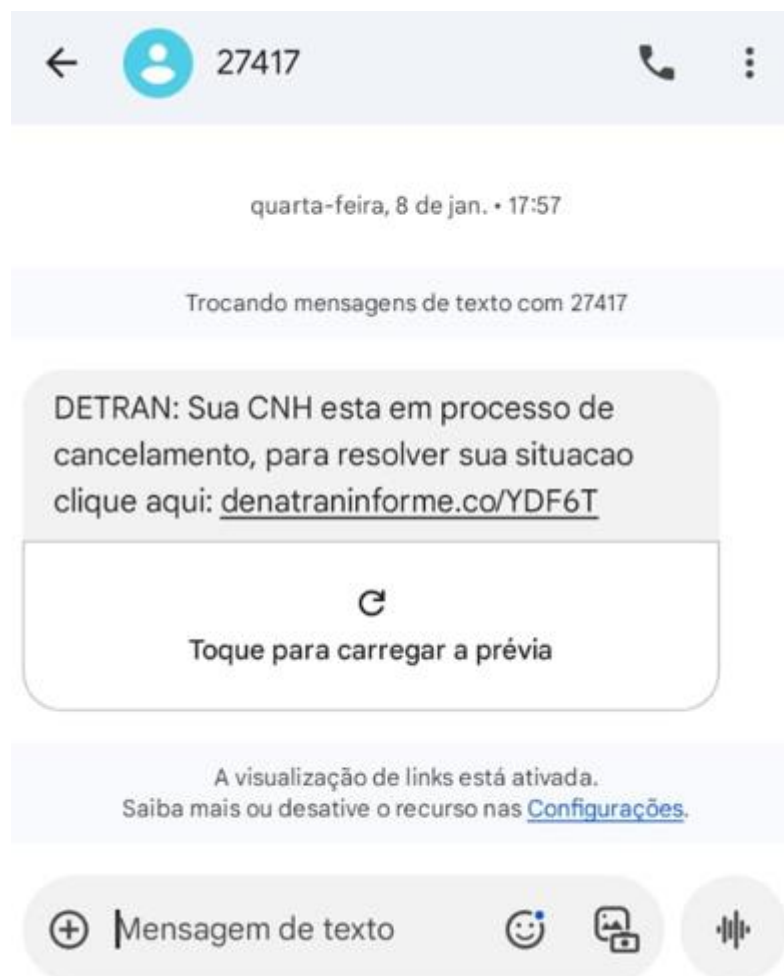 27417
quarta-feira, 8 de jan. • 17:57
Trocando mensagens de texto com 27417
DETRAN: Sua CNH esta em processo de
cancelamento, para resolver sua situacao
clique aqui: denatraninforme.co/YDF6T
Toque para carregar a prévia
A visualização de links está ativada.
Saiba mais ou desative o recurso nas Configurações.
Mensagem de texto